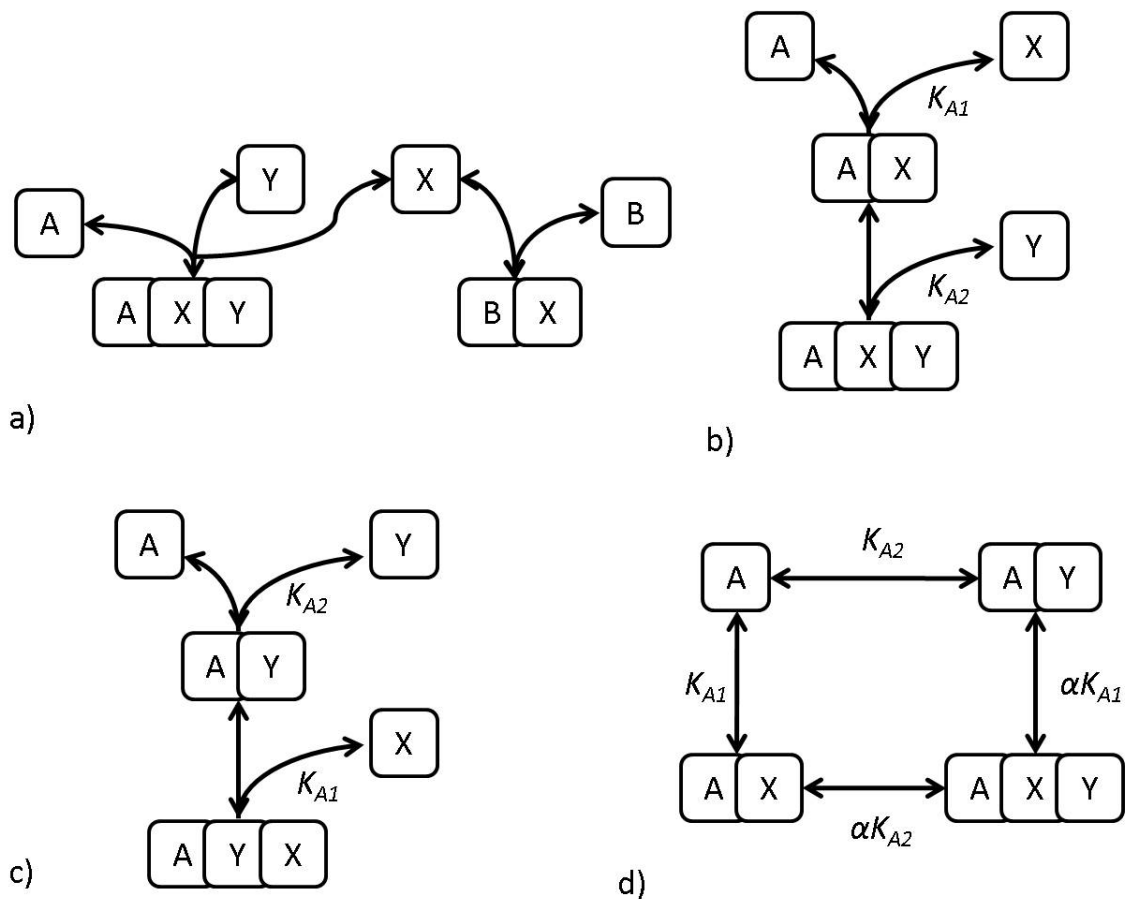 A Y X B
A X Y B X
a)
A X
K_A1
A X
Y
K_A2
A X Y
b)
A Y
K_A2
A Y
X
K_A1
A Y X
c)
A K_A2 A Y
K_A1 αK_A1
A X A X Y
αK_A2
d)